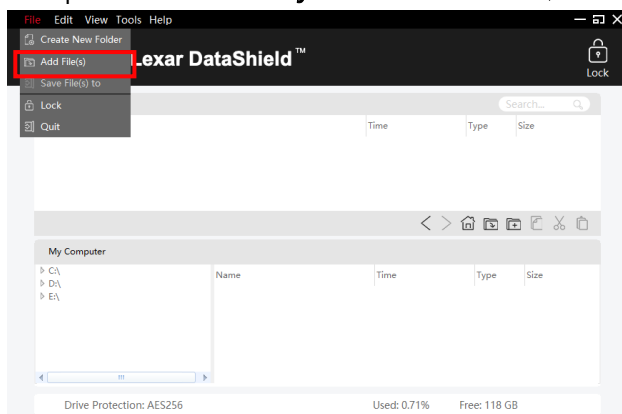 File Edit View Tools Help
Create New Folder
Add File(s)
Lexar DataShield™
Save File(s) to
Lock
Lock
Quit
Search...
Time Type Size
My Computer
C:\
D:\
E:\
Name Time Type Size
Drive Protection: AES256 Used: 0.71% Free: 118 GB